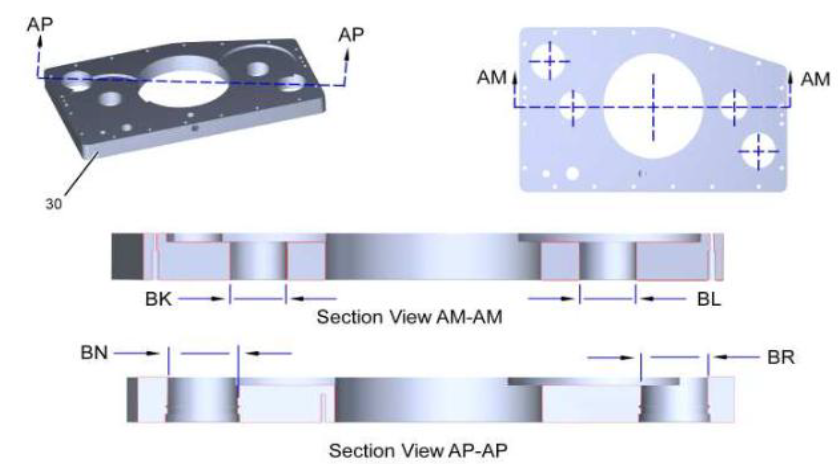 AP
AP
AM
AM
30
BK
BL
Section View AM-AM
BN
BR
Section View AP-AP